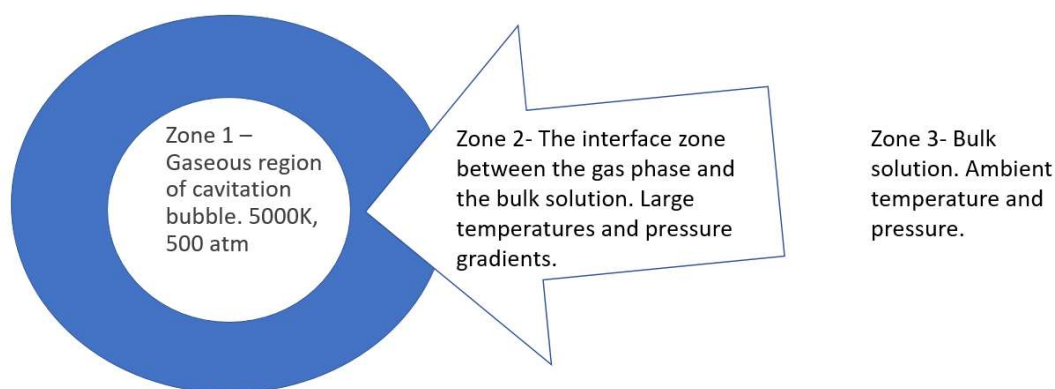 Zone 1 –
Gaseous region
of cavitation
bubble. 5000K,
500 atm
Zone 2- The interface zone
between the gas phase and
the bulk solution. Large
temperatures and pressure
gradients.
Zone 3- Bulk
solution. Ambient
temperature and
pressure.